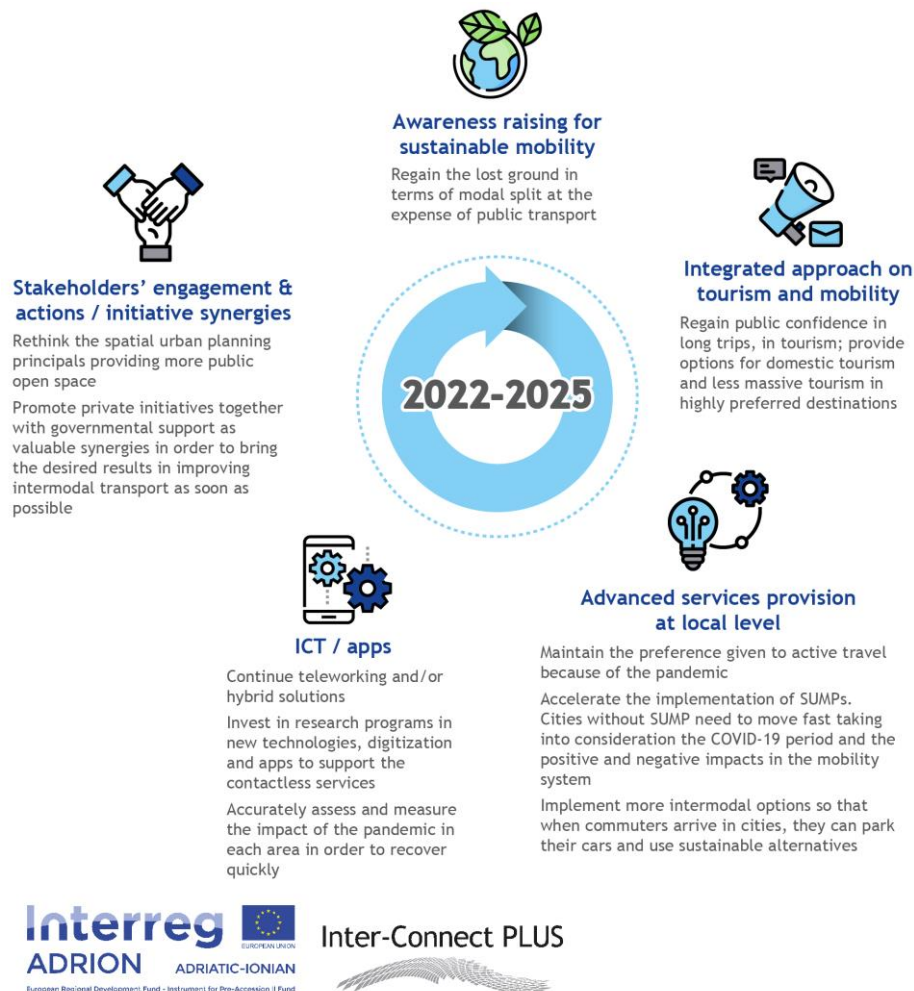 Awareness raising for
sustainable mobility
Regain the lost ground in
terms of modal split at the
expense of public transport
Stakeholders' engagement &
actions / initiative synergies
Rethink the spatial urban planning
principals providing more public
open space
Promote private initiatives together
with governmental support as
valuable synergies in order to bring
the desired results in improving
intermodal transport as soon as
possible
Integrated approach on
tourism and mobility
Regain public confidence in
long trips, in tourism; provide
options for domestic tourism
and less massive tourism in
highly preferred destinations
2022-2025
ICT / apps
Continue teleworking and/or
hybrid solutions
Invest in research programs in
new technologies, digitization
and apps to support the
contactless services
Accurately assess and measure
the impact of the pandemic in
each area in order to recover
quickly
Advanced services provision
at local level
Maintain the preference given to active travel
because of the pandemic
Accelerate the implementation of SUMPs.
Cities without SUMP need to move fast taking
into consideration the COVID-19 period and the
positive and negative impacts in the mobility
system
Implement more intermodal options so that
when commuters arrive in cities, they can park
their cars and use sustainable alternatives
Interreg
EUROPEAN UNION
ADRION ADRIATIC-IONIAN
European Regional Development Fund - Instrument for Pre-Accession II Fund
Inter-Connect PLUS